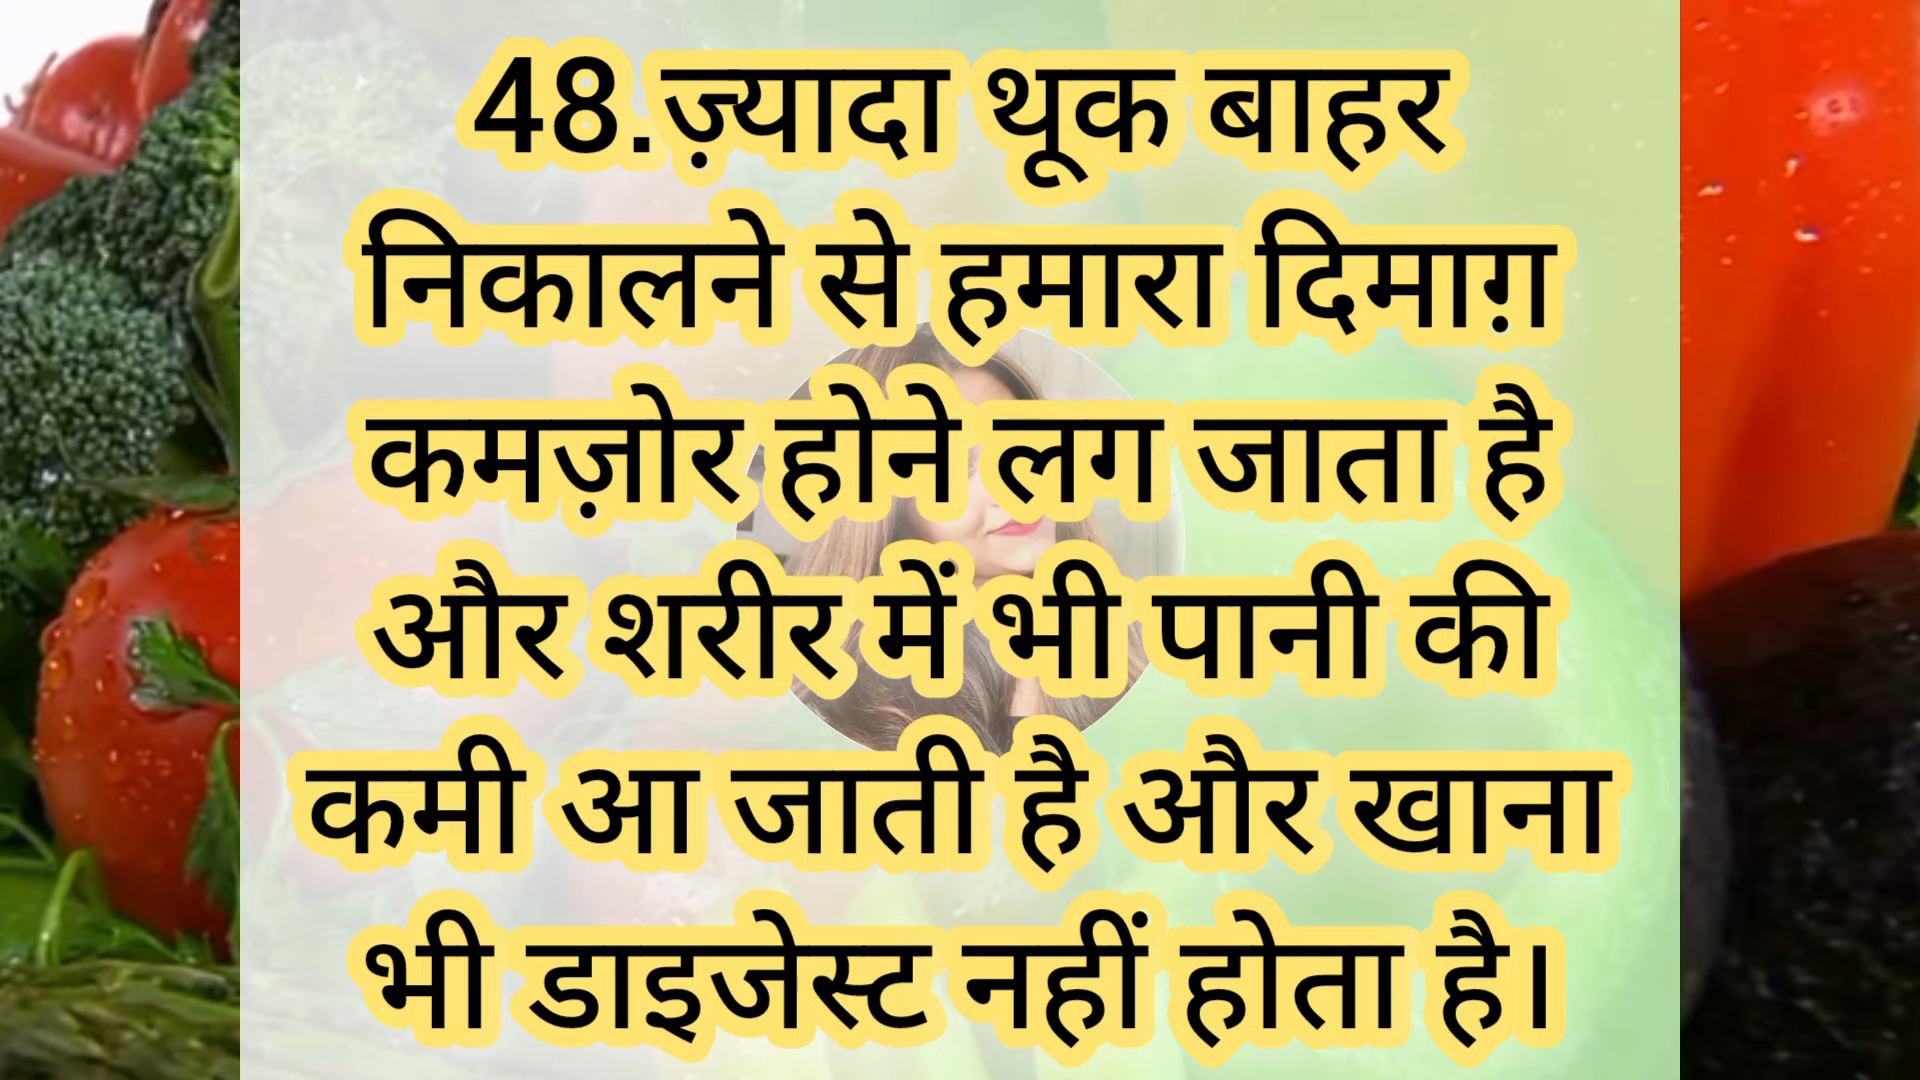 48.ज़्यादा थूक बाहर
निकालने से हमारा दिमाग़
कमज़ोर होने लग जाता है
और शरीर में भी पानी की
कमी आ जाती है और खाना
भी डाइजेस्ट नहीं होता है।